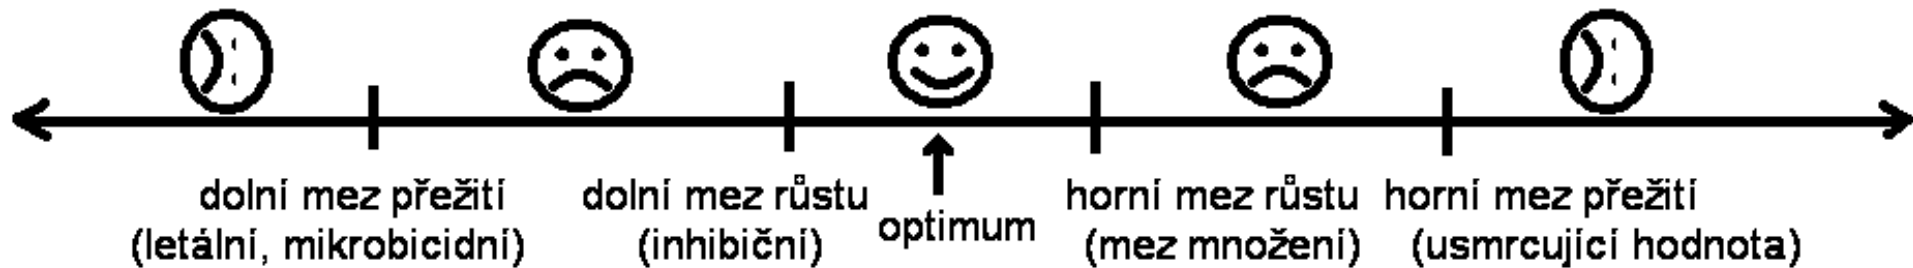 dolní mez přežití
(letální, mikrobicidní)
dolní mez růstu
(inhibiční)
optimum
horní mez růstu
(mez množení)
horní mez přežití
(usmrcující hodnota)